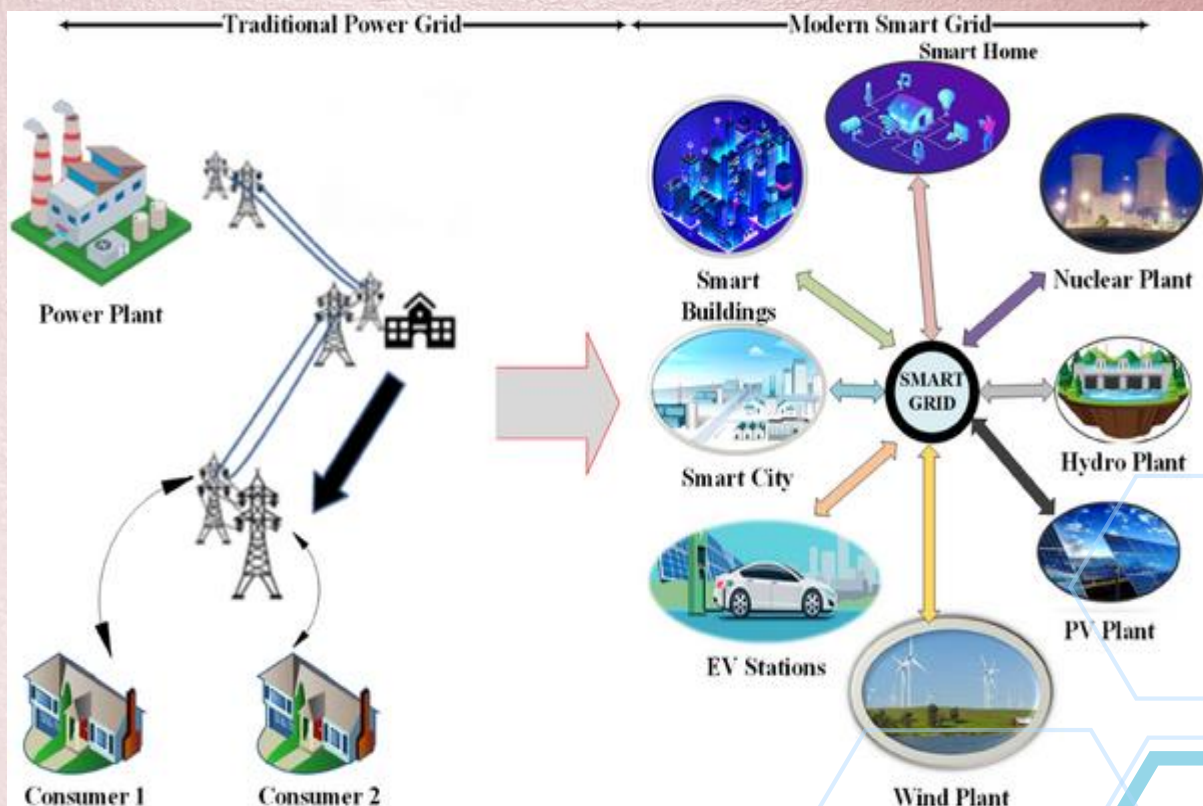 Traditional Power Grid
Modern Smart Grid
Smart Home
Power Plant
Smart
Buildings
Nuclear Plant
SMART
GRID
Smart City
Hydro Plant
EV Stations
PV Plant
Consumer 1
Consumer 2
Wind Plant